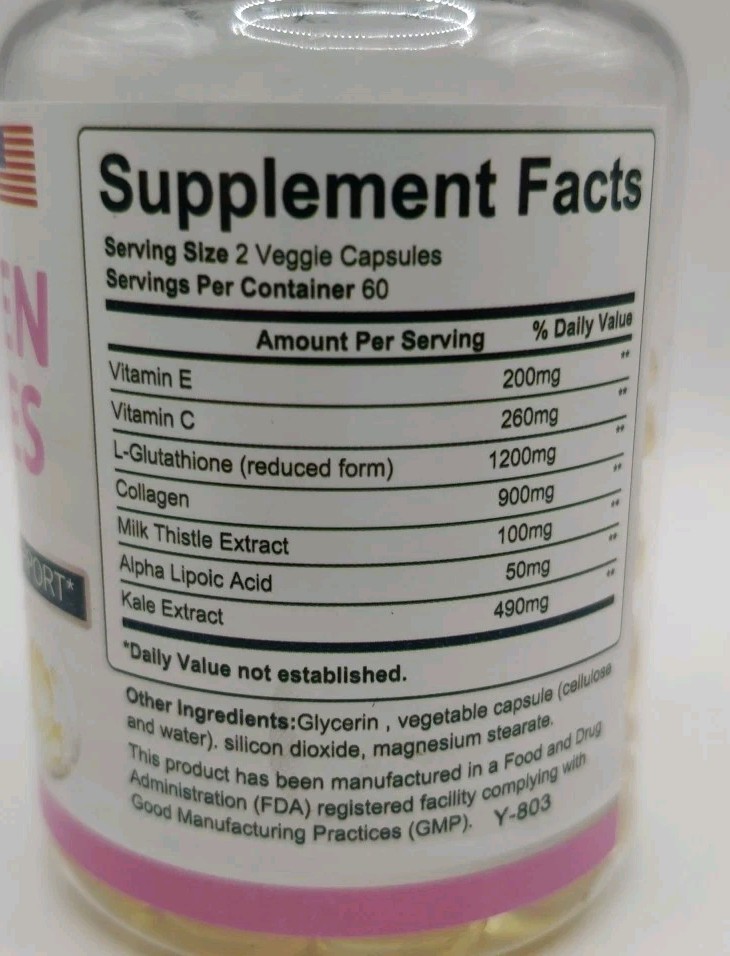 Supplement Facts
Serving Size 2 Veggie Capsules
Servings Per Container 60
Amount Per Serving % Daily Value
Vitamin E 200mg **
Vitamin C 260mg **
L-Glutathione (reduced form) 1200mg **
Collagen 900mg **
Milk Thistle Extract 100mg **
Alpha Lipoic Acid 50mg **
Kale Extract 490mg **
*Daily Value not established.
Other Ingredients:Glycerin , vegetable capsule (cellulose
and water). silicon dioxide, magnesium stearate.
This product has been manufactured in a Food and Drug
Administration (FDA) registered facility complying with
Good Manufacturing Practices (GMP). Y-803
EN
ES
PORT*